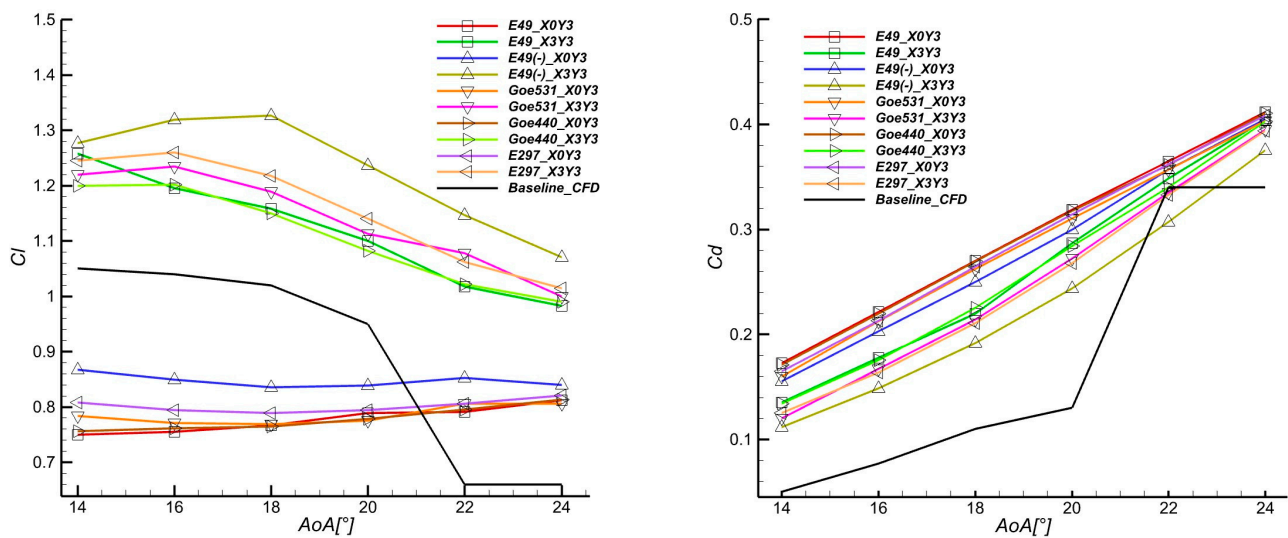 1.5
1.4
1.3
1.2
1.1
1
0.9
0.8
0.7
Cl
14
16
18
20
22
24
AoA[°]
E49_X0Y3
E49_X3Y3
E49(-)_X0Y3
E49(-)_X3Y3
Goe531_X0Y3
Goe531_X3Y3
Goe440_X0Y3
Goe440_X3Y3
E297_X0Y3
E297_X3Y3
Baseline_CFD
0.5
0.4
0.3
0.2
0.1
Cd
14
16
18
20
22
24
AoA[°]
E49_X0Y3
E49_X3Y3
E49(-)_X0Y3
E49(-)_X3Y3
Goe531_X0Y3
Goe531_X3Y3
Goe440_X0Y3
Goe440_X3Y3
E297_X0Y3
E297_X3Y3
Baseline_CFD